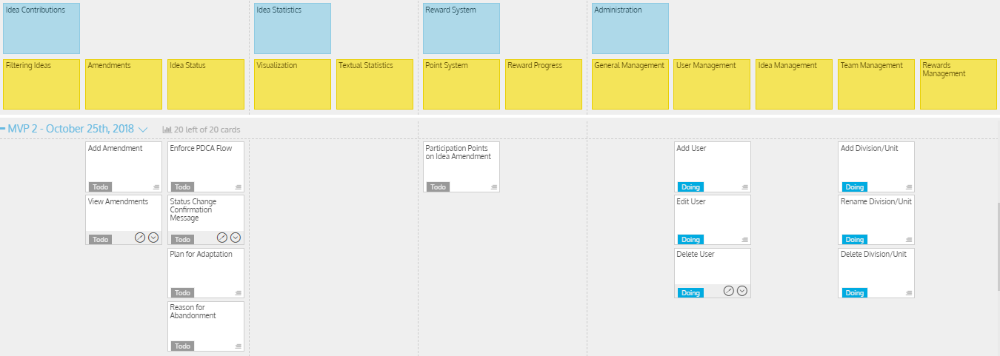 Idea Contributions
Idea Statistics
Reward System
Administration
Filtering Ideas
Amendments
Idea Status
Visualization
Textual Statistics
Point System
Reward Progress
General Management
User Management
Idea Management
Team Management
Rewards
Management
MVP 2 - October 25th, 2018
20 left of 20 cards
Add Amendment
Todo
Enforce PDCA Flow
Todo
Participation Points
on Idea Amendment
Todo
Add User
Doing
Add Division/Unit
Doing
View Amendments
Todo
Status Change
Confirmation
Message
Todo
Edit User
Doing
Rename Division/Unit
Doing
Plan for Adaptation
Todo
Delete User
Doing
Delete Division/Unit
Doing
Reason for
Abandonment
Todo